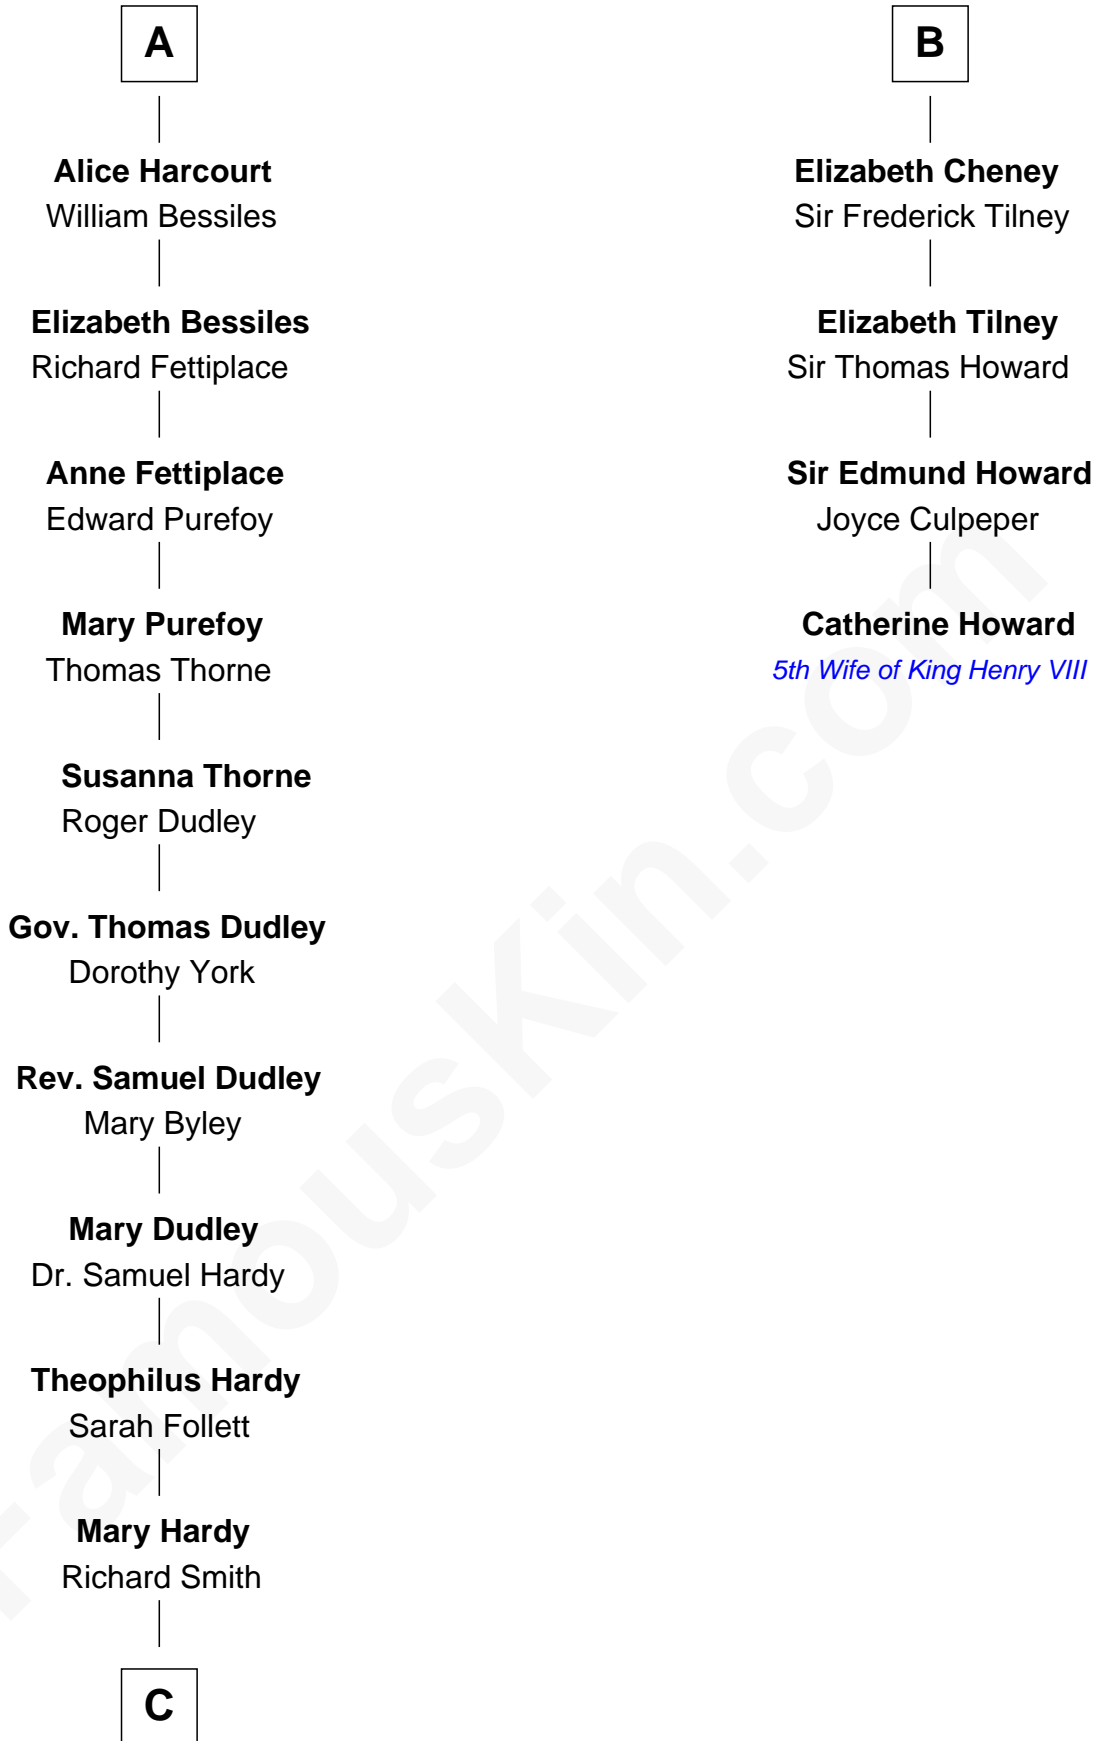 A
Alice Harcourt
William Bessiles
Elizabeth Bessiles
Richard Fettiplace
Anne Fettiplace
Edward Purefoy
Mary Purefoy
Thomas Thorne
Susanna Thorne
Roger Dudley
Gov. Thomas Dudley
Dorothy York
Rev. Samuel Dudley
Mary Byley
Mary Dudley
Dr. Samuel Hardy
Theophilus Hardy
Sarah Follett
Mary Hardy
Richard Smith
C
B
Elizabeth Cheney
Sir Frederick Tilney
Elizabeth Tilney
Sir Thomas Howard
Sir Edmund Howard
Joyce Culpeper
Catherine Howard
5th Wife of King Henry VIII
FamousKin.com